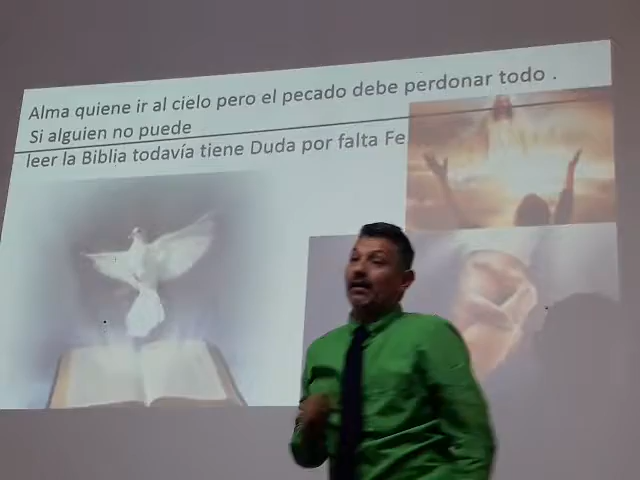 Alma quiene ir al cielo pero el pecado debe perdonar todo .
Si alguien no puede
leer la Biblia todavía tiene Duda por falta Fe